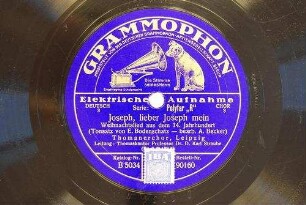 GRAMMOPHON
Die Stimme
seines Herrn
Elektrische Aufnahme
DEUTSCH
Serie: Polyfar „R“
CHOR
Joseph, lieber Joseph mein
Weihnachtslied aus dem 14. Jahrhundert
(Tonsatz von E. Bodenschatz – bearb. A. Becker)
Thomanerchor, Leipzig
Leitung: Thomaskantor Professor Dr. D. Karl Straube
Katalog-Nr.
Bestell-Nr.
B 5034
90160